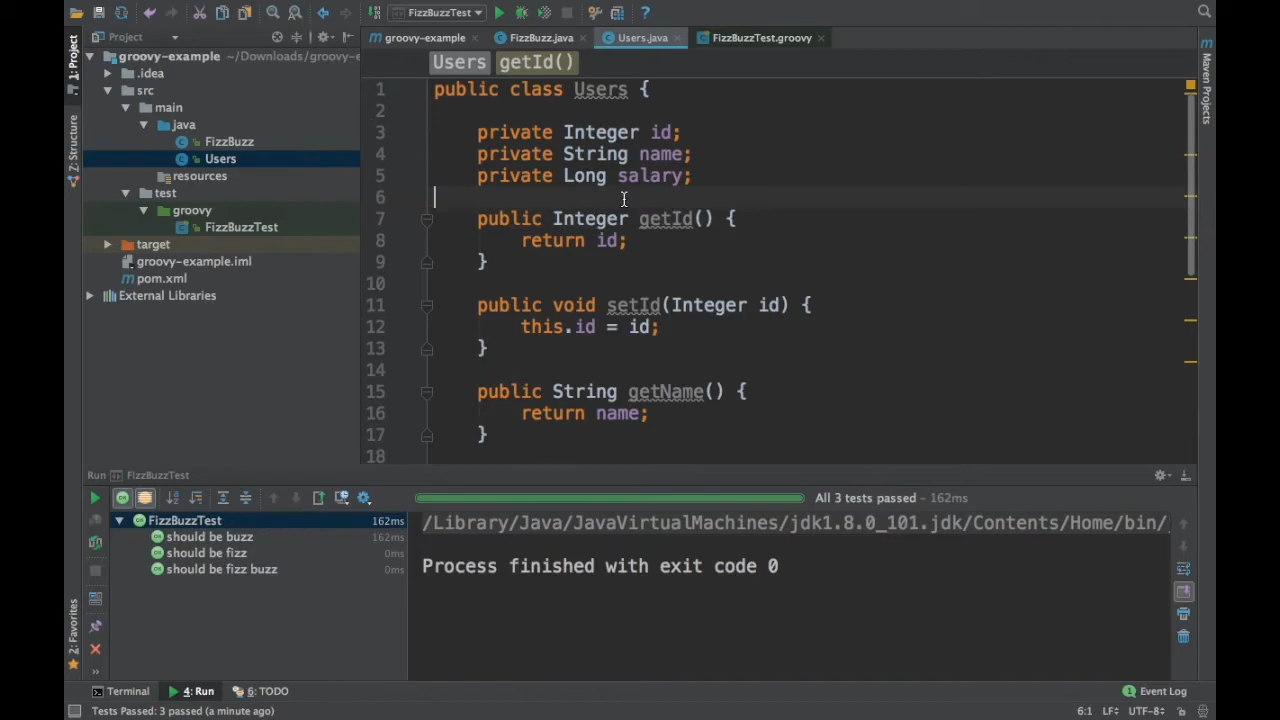 FizzBuzzTest
1: Project
Project
groovy-example
FizzBuzz.java
Users.java
FizzBuzzTest.groovy
groovy-example ~/Downloads/groovy-e
.idea
src
main
java
FizzBuzz
Users
resources
test
groovy
FizzBuzzTest
target
groovy-example.iml
pom.xml
External Libraries
Z: Structure
Users getId()
1 public class Users {
2
3 private Integer id;
4 private String name;
5 private Long salary;
6
7 public Integer getId() {
8 return id;
9 }
10
11 public void setId(Integer id) {
12 this.id = id;
13 }
14
15 public String getName() {
16 return name;
17 }
18
Maven Projects
Run FizzBuzzTest
All 3 tests passed – 162ms
FizzBuzzTest 162ms
should be buzz 162ms
should be fizz 0ms
should be fizz buzz 0ms
/Library/Java/JavaVirtualMachines/jdk1.8.0_101.jdk/Contents/Home/bin/
Process finished with exit code 0
2: Favorites
Terminal
4: Run
6: TODO
1 Event Log
Tests Passed: 3 passed (a minute ago)
6:1 LF UTF-8